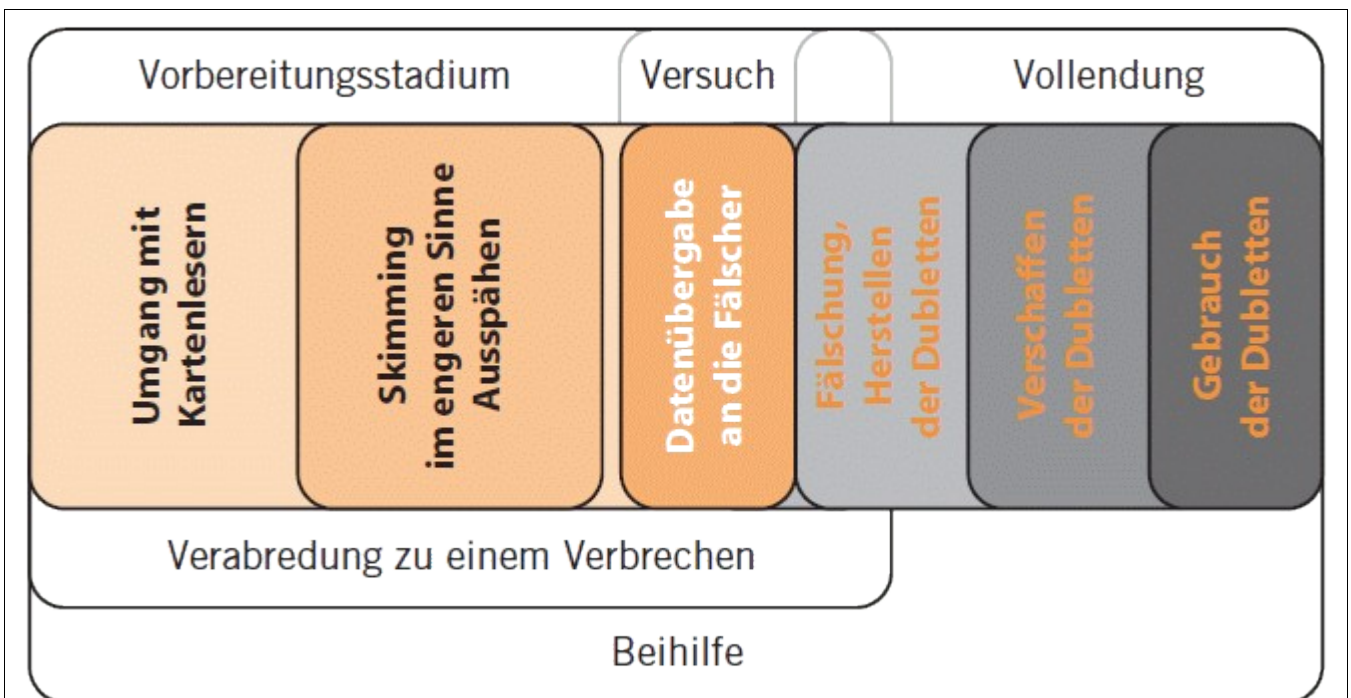 Vorbereitungsstadium
Versuch
Vollendung
Umgang mit
Kartenlesern
Skimming
im engeren Sinne
Ausspähen
Datenübergabe
an die Fälscher
Fälschung,
Herstellen
der Dubletten
Verschaffen
der Dubletten
Gebrauch
der Dubletten
Verabredung zu einem Verbrechen
Beihilfe